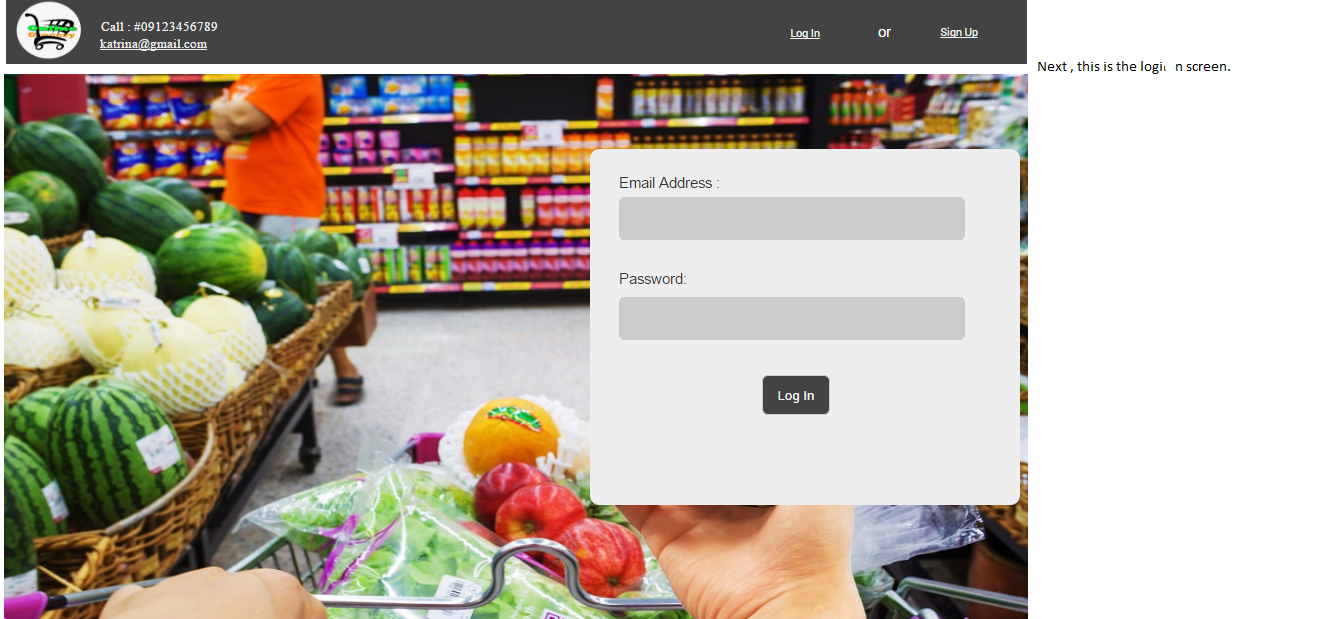 Call : #09123456789
katrina@gmail.com
Log In
or
Sign Up
Next , this is the login screen.
Email Address :
Password:
Log In